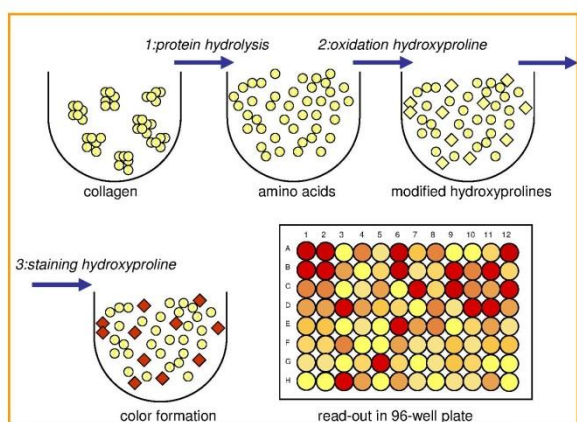 1:protein hydrolysis
2:oxidation hydroxyproline
collagen
amino acids
modified hydroxyprolines
3:staining hydroxyproline
color formation
1 2 3 4 5 6 7 8 9 10 11 12
A
B
C
D
E
F
G
H
read-out in 96-well plate